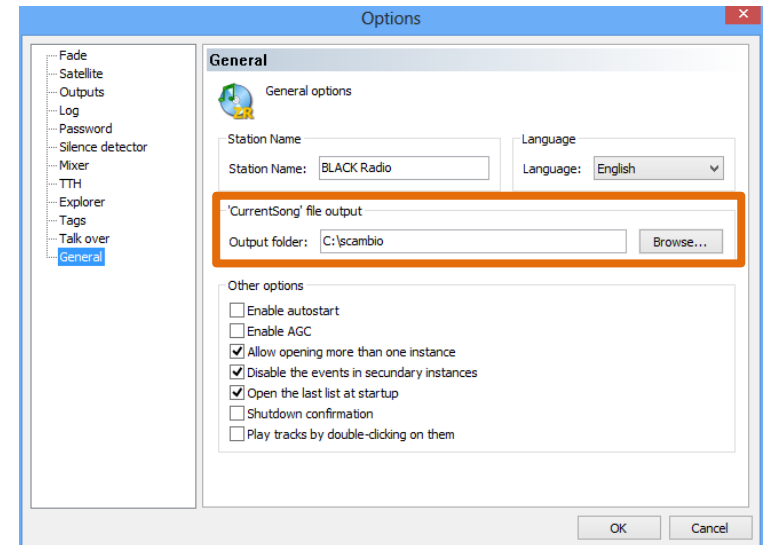 Options
Fade
Satellite
Outputs
Log
Password
Silence detector
Mixer
TTH
Explorer
Tags
Talk over
General
General
General options
ZR
Station Name
Station Name: BLACK Radio
Language
Language: English
'CurrentSong' file output
Output folder: C:\scambio Browse...
Other options
Enable autostart
Enable AGC
Allow opening more than one instance
Disable the events in secundary instances
Open the last list at startup
Shutdown confirmation
Play tracks by double-clicking on them
OK Cancel